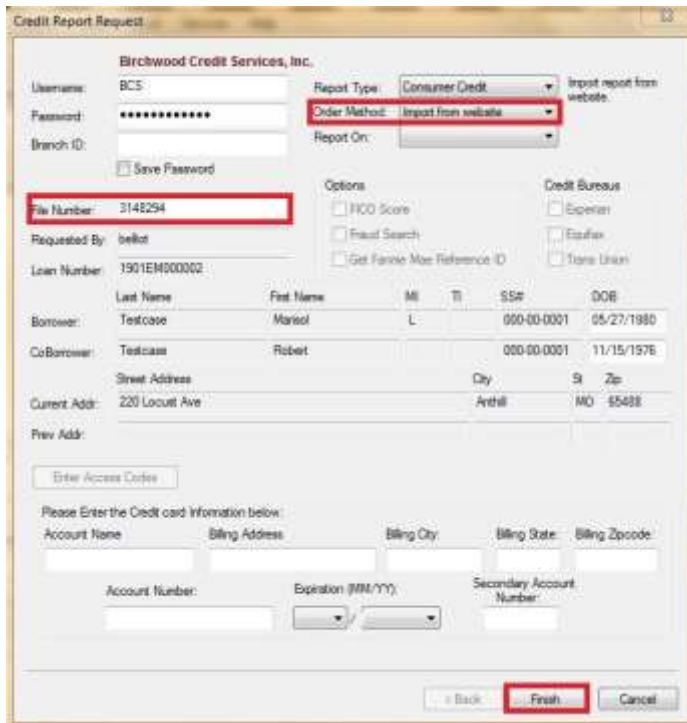 Credit Report Request
Birchwood Credit Services, Inc.
Username: BCS Report Type: Consumer Credit Import report from
website.
Password: •••••••••••• Order Method: Import from website
Branch ID: Report On:
Save Password
Options Credit Bureaus
File Number: 3148294 FICO Score Experian
Requested By: Fraud Search Equifax
Loan Number: 1901EM000002 Get Fannie Mae Reference ID Trans Union
Last Name First Name MI TI SS# DOB
Borrower: Testcase Marisol L 000-00-0001 05/27/1980
CoBorrower: Testcase Robert 000-00-0001 11/15/1976
Street Address City St Zip
Current Addr: 220 Locust Ave Anthill MO 65488
Prev Addr:
Enter Access Codes
Please Enter the Credit card Information below:
Account Name Billing Address Billing City: Billing State: Billing Zipcode:
Account Number: Expiration (MM/YY): Secondary Account
Number:
/
< Back Finish Cancel